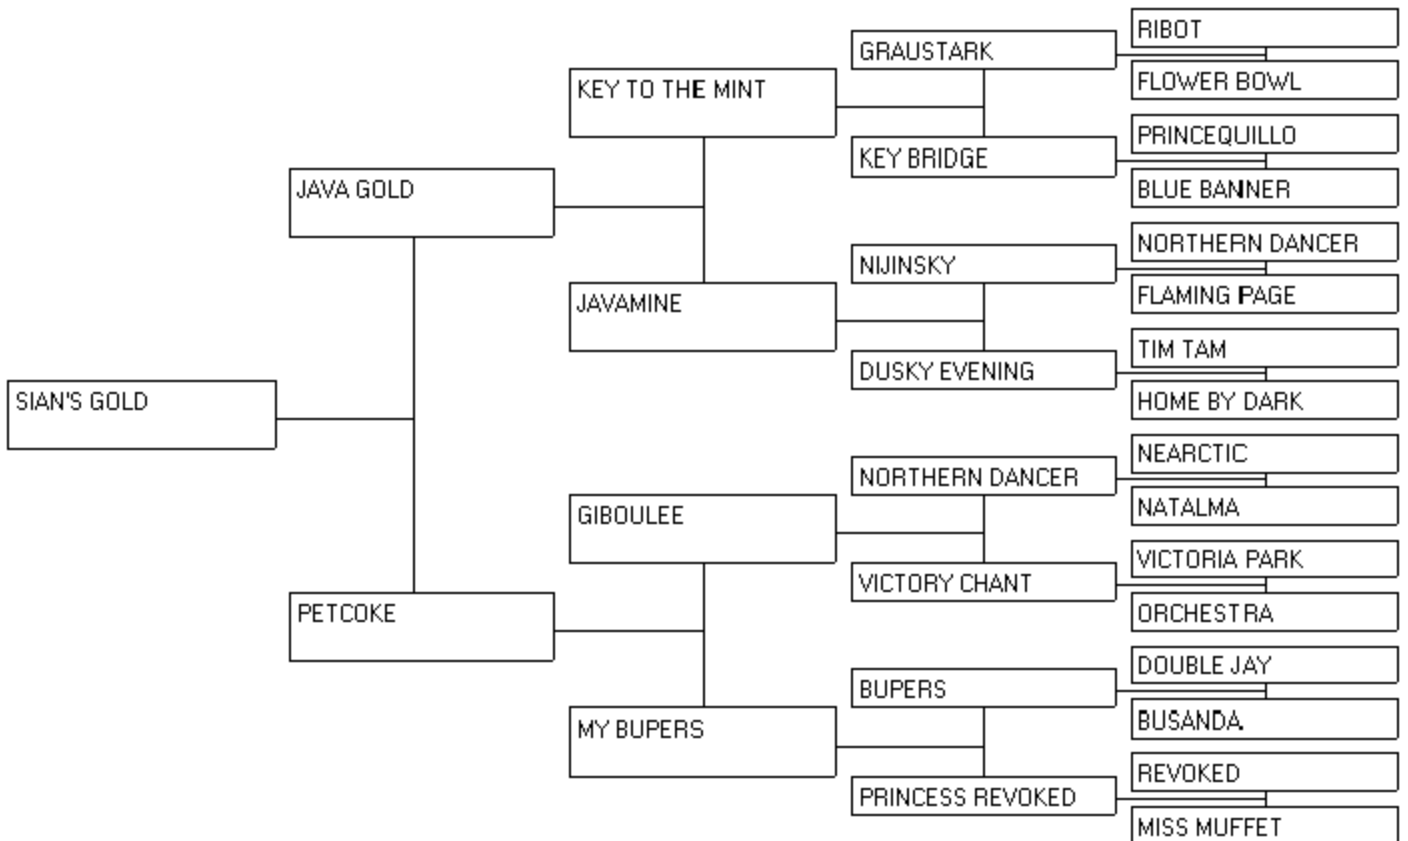 RIBOT
GRAUSTARK
FLOWER BOWL
KEY TO THE MINT
PRINCEQUILLO
KEY BRIDGE
BLUE BANNER
JAVA GOLD
NORTHERN DANCER
NIJINSKY
FLAMING PAGE
JAVAMINE
TIM TAM
DUSKY EVENING
HOME BY DARK
SIAN'S GOLD
NEARCTIC
NORTHERN DANCER
NATALMA
GIBOULEE
VICTORIA PARK
VICTORY CHANT
ORCHESTRA
PETCOKE
DOUBLE JAY
BUPERS
BUSANDA
MY BUPERS
REVOKED
PRINCESS REVOKED
MISS MUFFET